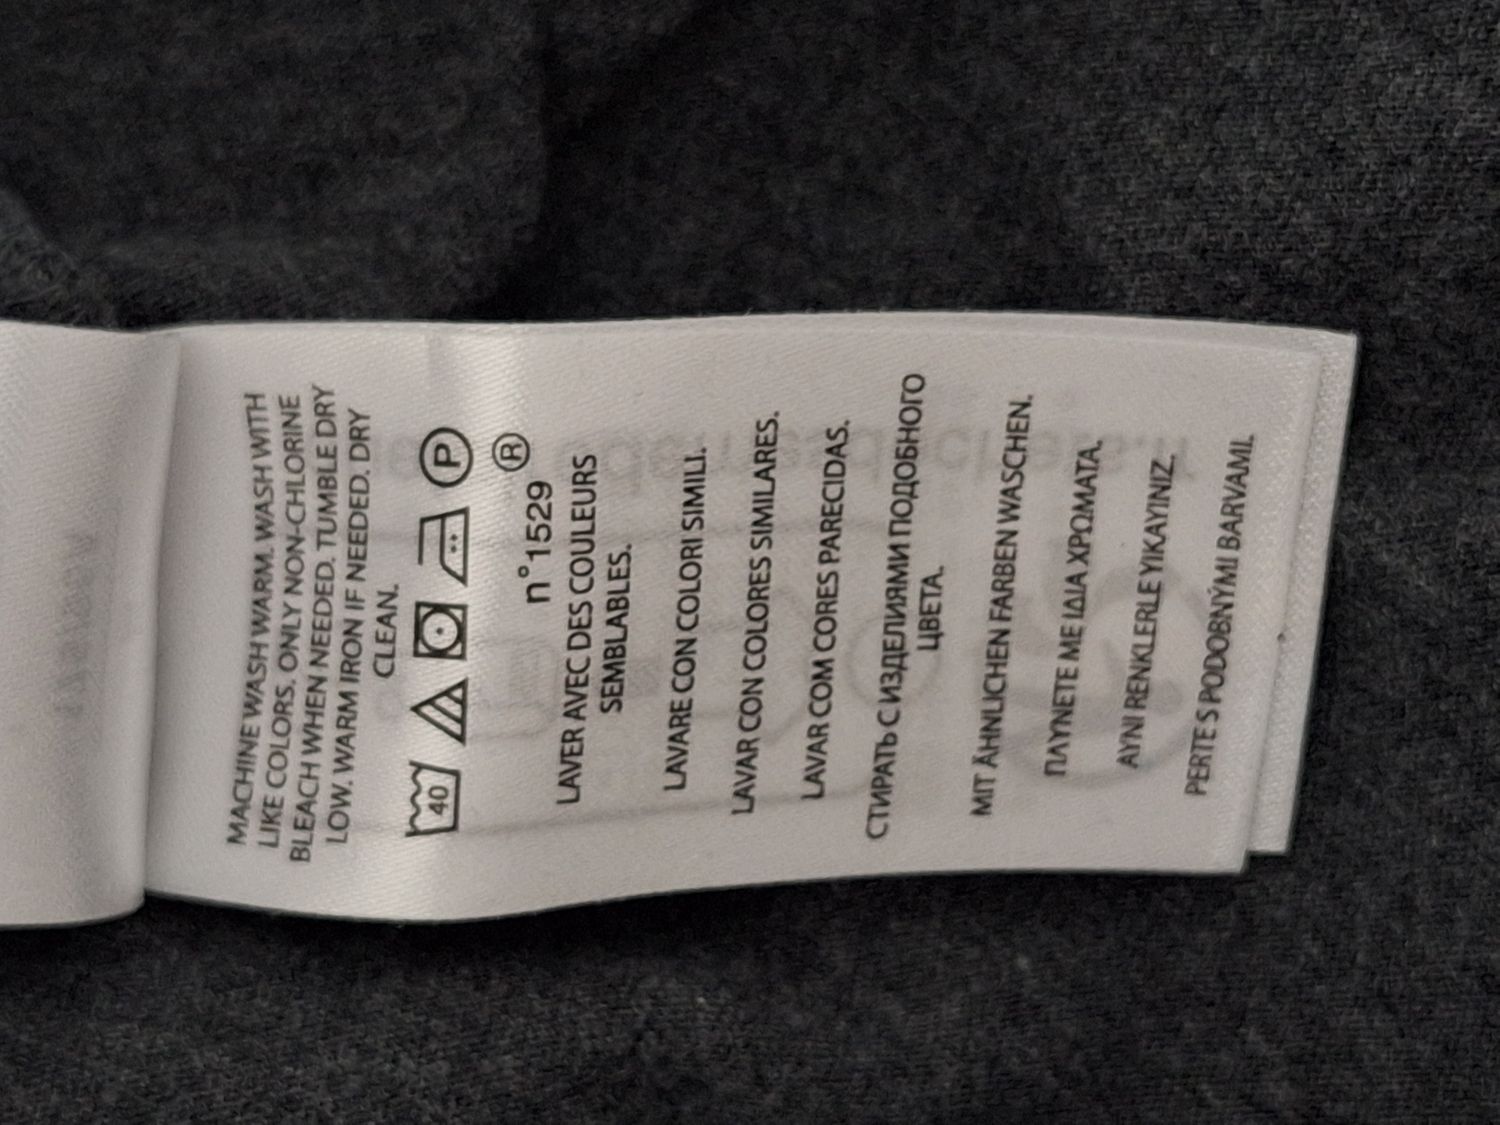 MACHINE WASH WARM. WASH WITH
LIKE COLORS. ONLY NON-CHLORINE
BLEACH WHEN NEEDED. TUMBLE DRY
LOW. WARM IRON IF NEEDED. DRY
CLEAN.
40 P
n°1529 ®
LAVER AVEC DES COULEURS
SEMBLABLES.
LAVARE CON COLORI SIMILI.
LAVAR CON COLORES SIMILARES.
LAVAR COM CORES PARECIDAS.
СТИРАТЬ С ИЗДЕЛИЯМИ ПОДОБНОГО
ЦВЕТА.
MIT ÄHNLICHEN FARBEN WASCHEN.
ΠΛΥΝΕΤΕ ΜΕ ΙΔΙΑ ΧΡΩΜΑΤΑ.
AYNI RENKLERLE YIKAYINIZ.
PERTE S PODOBNÝMI BARVAMI.